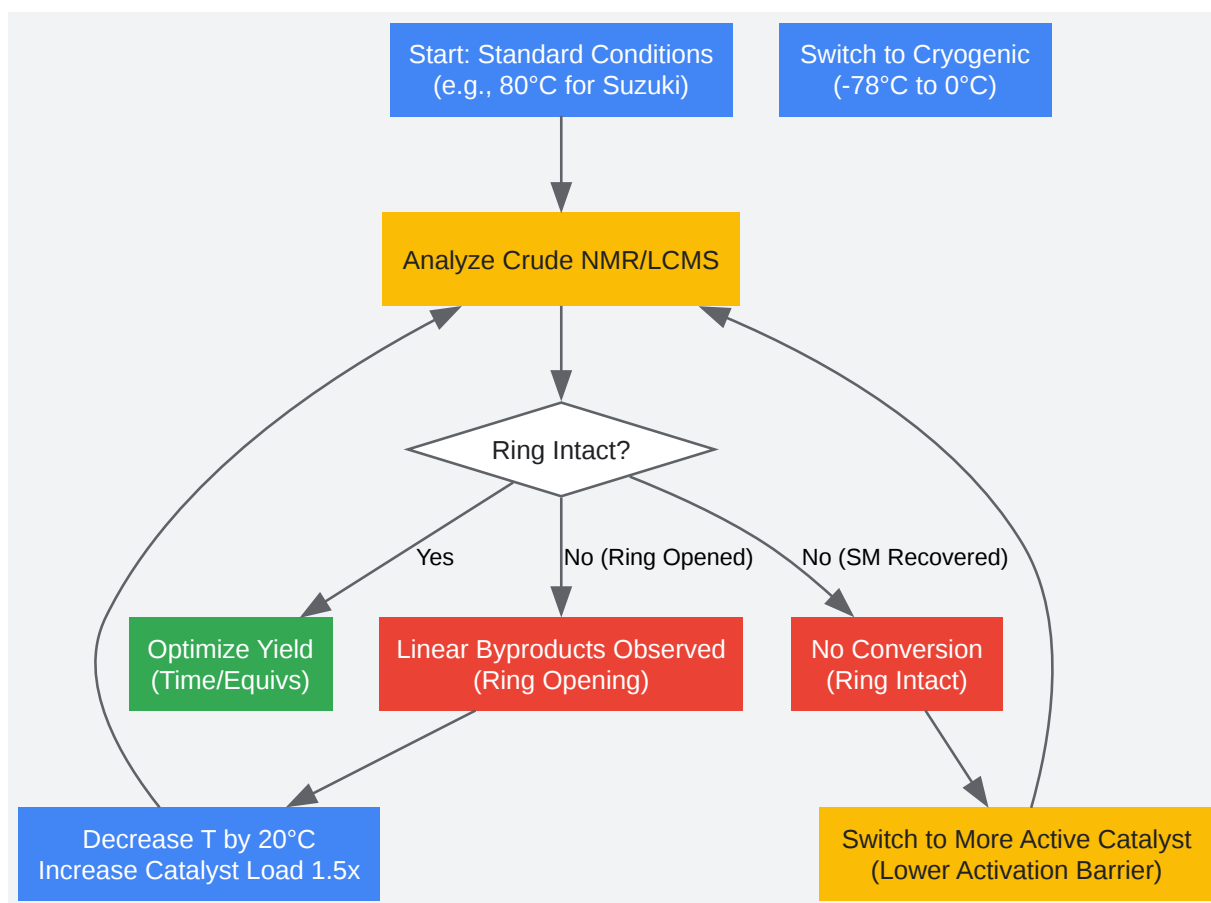 Start: Standard Conditions
(e.g., 80°C for Suzuki)
Switch to Cryogenic
(-78°C to 0°C)
Analyze Crude NMR/LCMS
Ring Intact?
Yes
No (Ring Opened)
No (SM Recovered)
Optimize Yield
(Time/Equivs)
Linear Byproducts Observed
(Ring Opening)
No Conversion
(Ring Intact)
Decrease T by 20°C
Increase Catalyst Load 1.5x
Switch to More Active Catalyst
(Lower Activation Barrier)